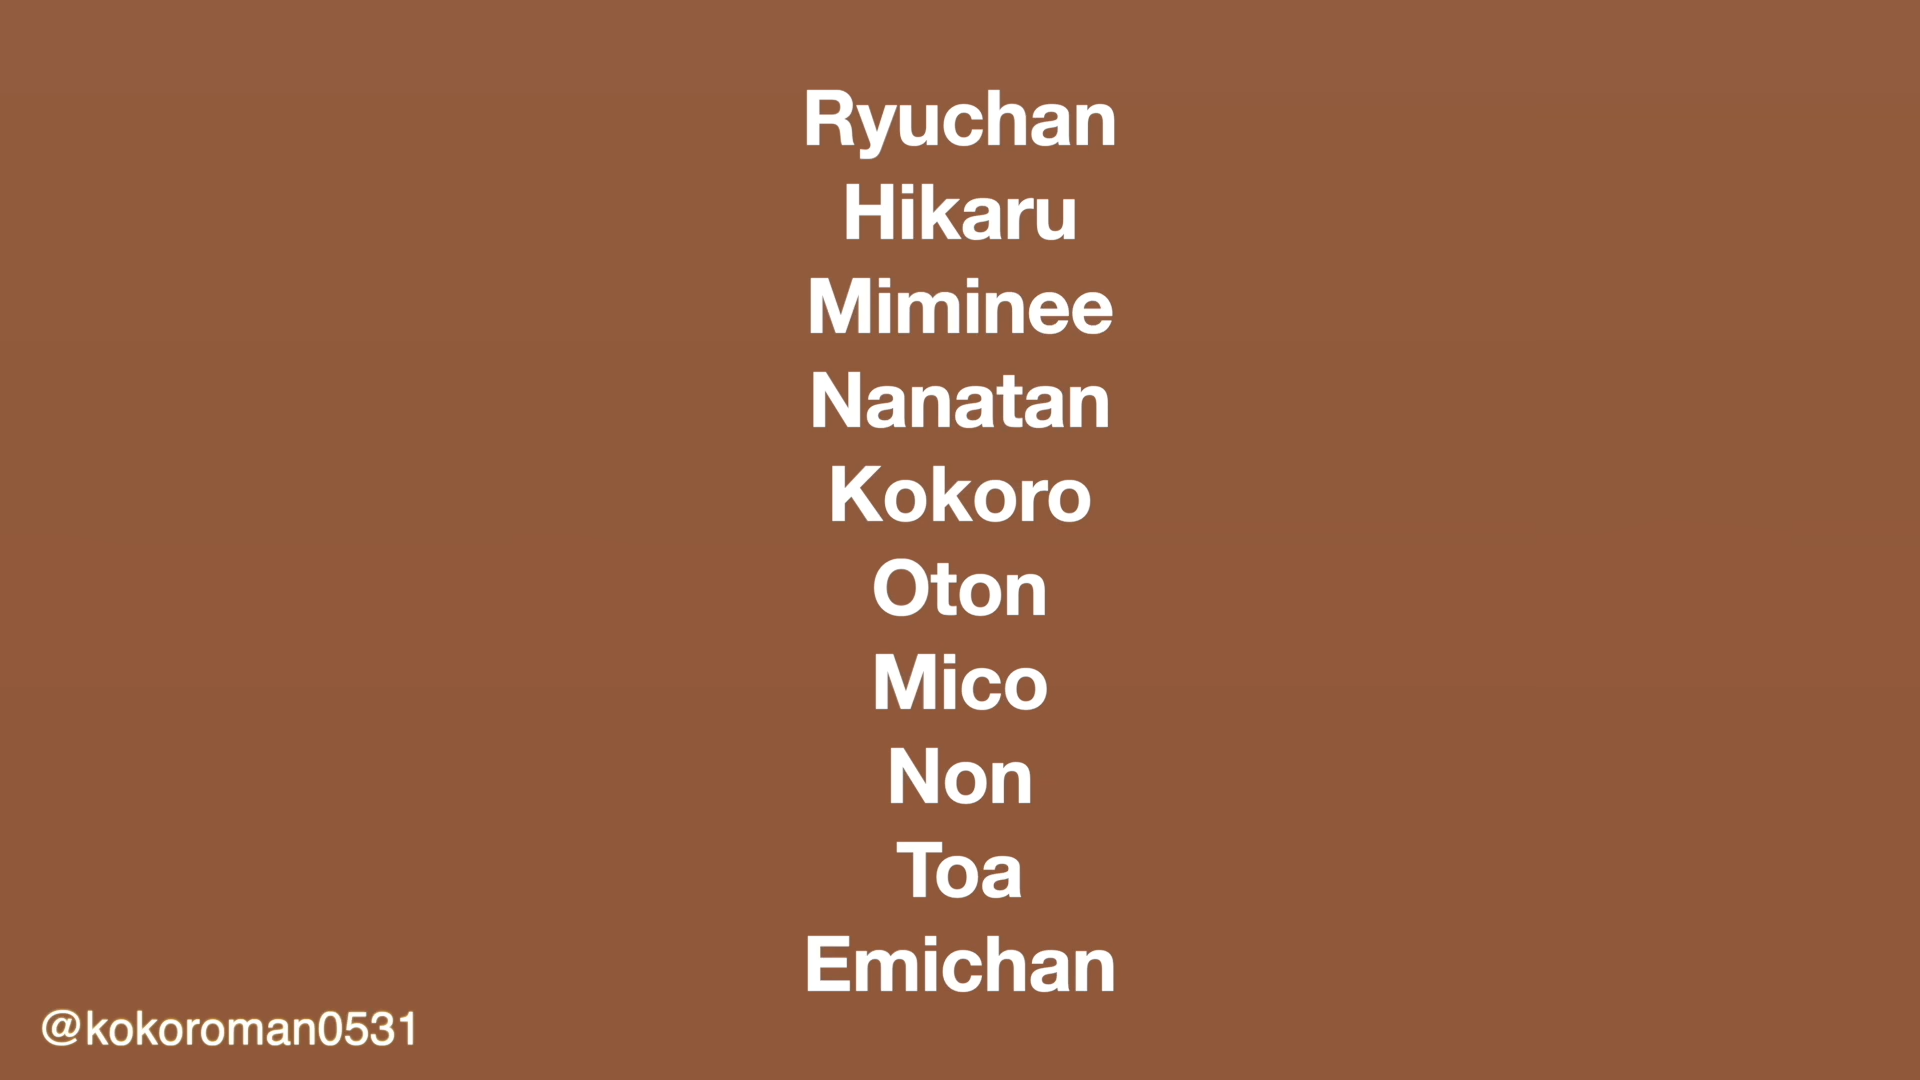 Ryuchan
Hikaru
Miminee
Nanatan
Kokoro
Oton
Mico
Non
Toa
Emichan
@kokoroman0531